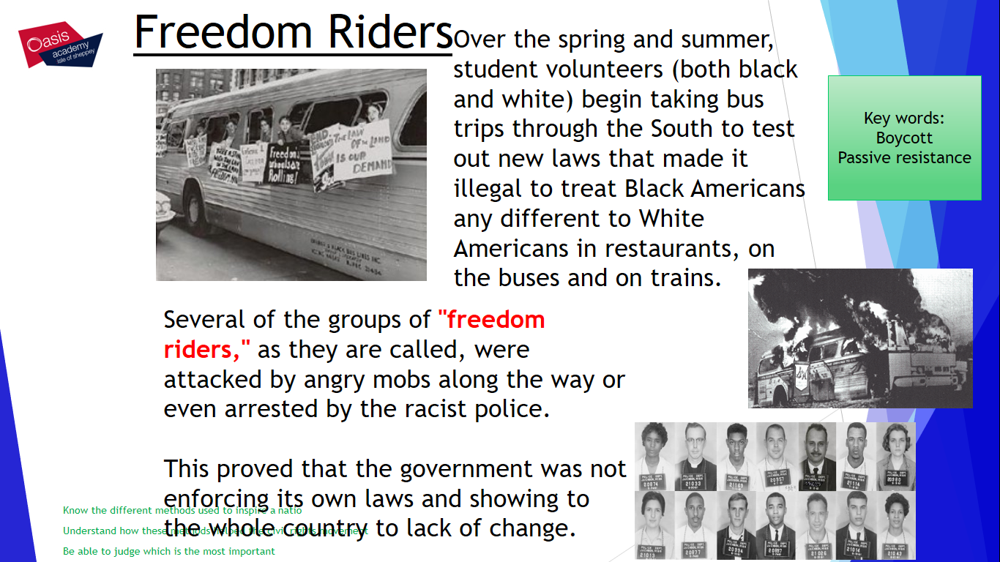 Oasis
academy
isle of sheppey
Freedom Riders
Over the spring and summer,
student volunteers (both black
and white) begin taking bus
trips through the South to test
out new laws that made it
illegal to treat Black Americans
any different to White
Americans in restaurants, on
the buses and on trains.
Key words:
Boycott
Passive resistance
THE LAW
OF THE LAND
IS OUR
DEMAND
Freedom's
Rolling!
Several of the groups of "freedom
riders," as they are called, were
attacked by angry mobs along the way or
even arrested by the racist police.
This proved that the government was not
enforcing its own laws and showing to
the whole country to lack of change.
Know the different methods used to inspire a natio
Understand how these methods helped the civil rights movement
Be able to judge which is the most important